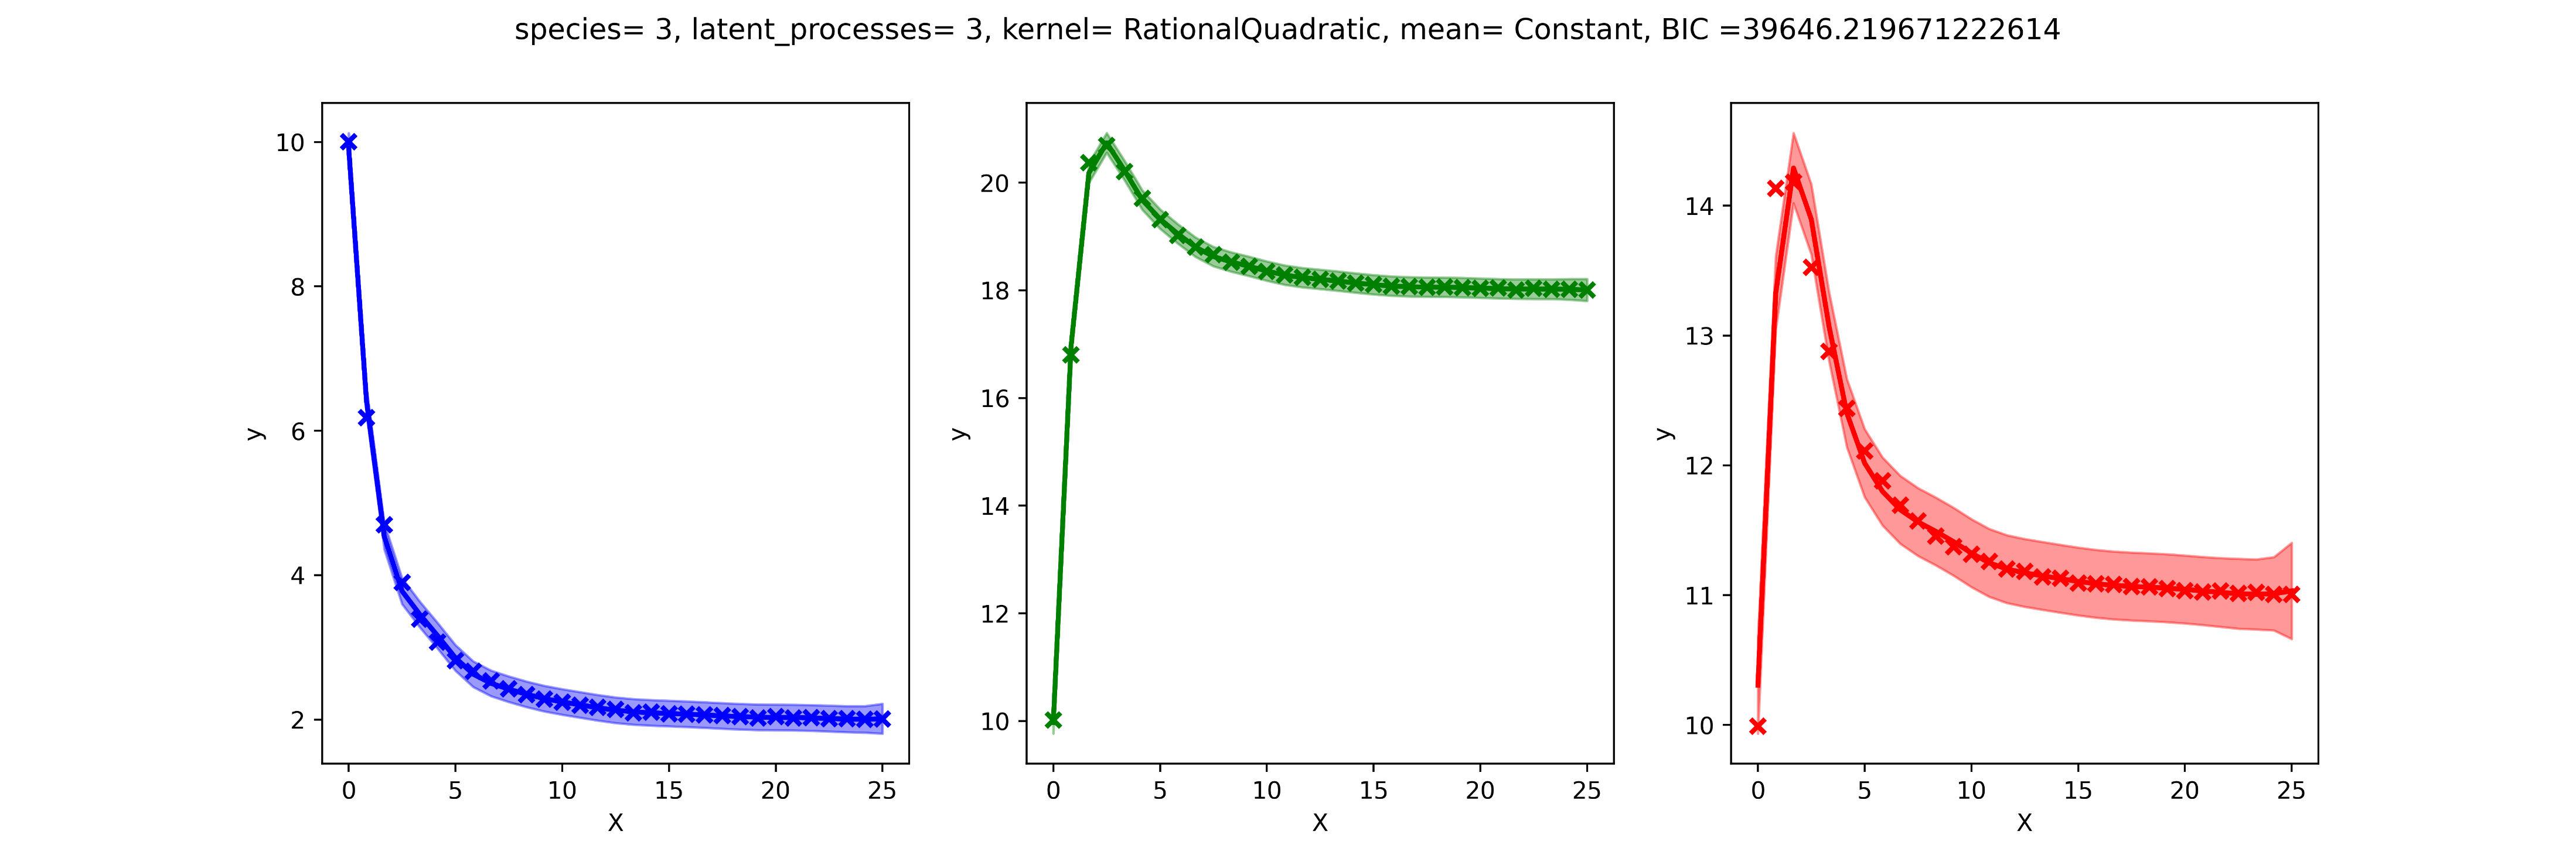 species= 3, latent_processes= 3, kernel= RationalQuadratic, mean= Constant, BIC =39646.219671222614
10
8
6
4
2
y
0 5 10 15 20 25
X
20
18
16
14
12
10
y
0 5 10 15 20 25
X
14
13
12
11
10
y
0 5 10 15 20 25
X